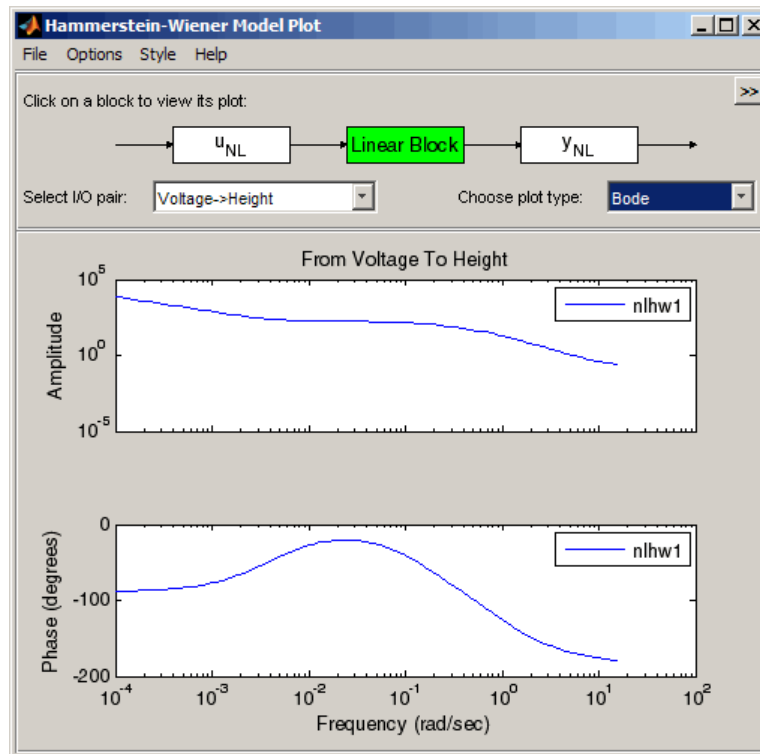 Hammerstein-Wiener Model Plot
File Options Style Help
Click on a block to view its plot:
>>
u_NL Linear Block y_NL
Select I/O pair: Voltage->Height Choose plot type: Bode
From Voltage To Height
10^5
10^0
10^-5
Amplitude
nlhw1
0
-100
-200
Phase (degrees)
nlhw1
10^-4 10^-3 10^-2 10^-1 10^0 10^1 10^2
Frequency (rad/sec)